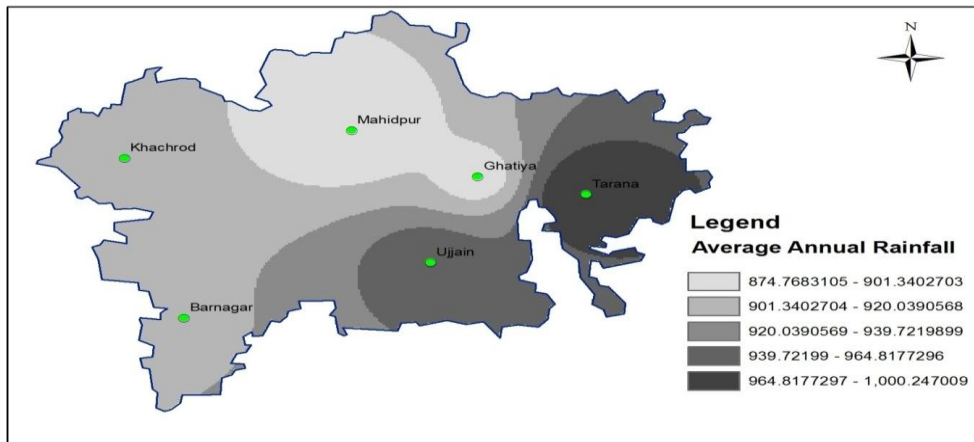 N
Mahidpur
Khachrod
Ghatiya
Tarana
Ujjain
Barnagar
Legend
Average Annual Rainfall
874.7683105 - 901.3402703
901.3402704 - 920.0390568
920.0390569 - 939.7219899
939.72199 - 964.8177296
964.8177297 - 1,000.247009